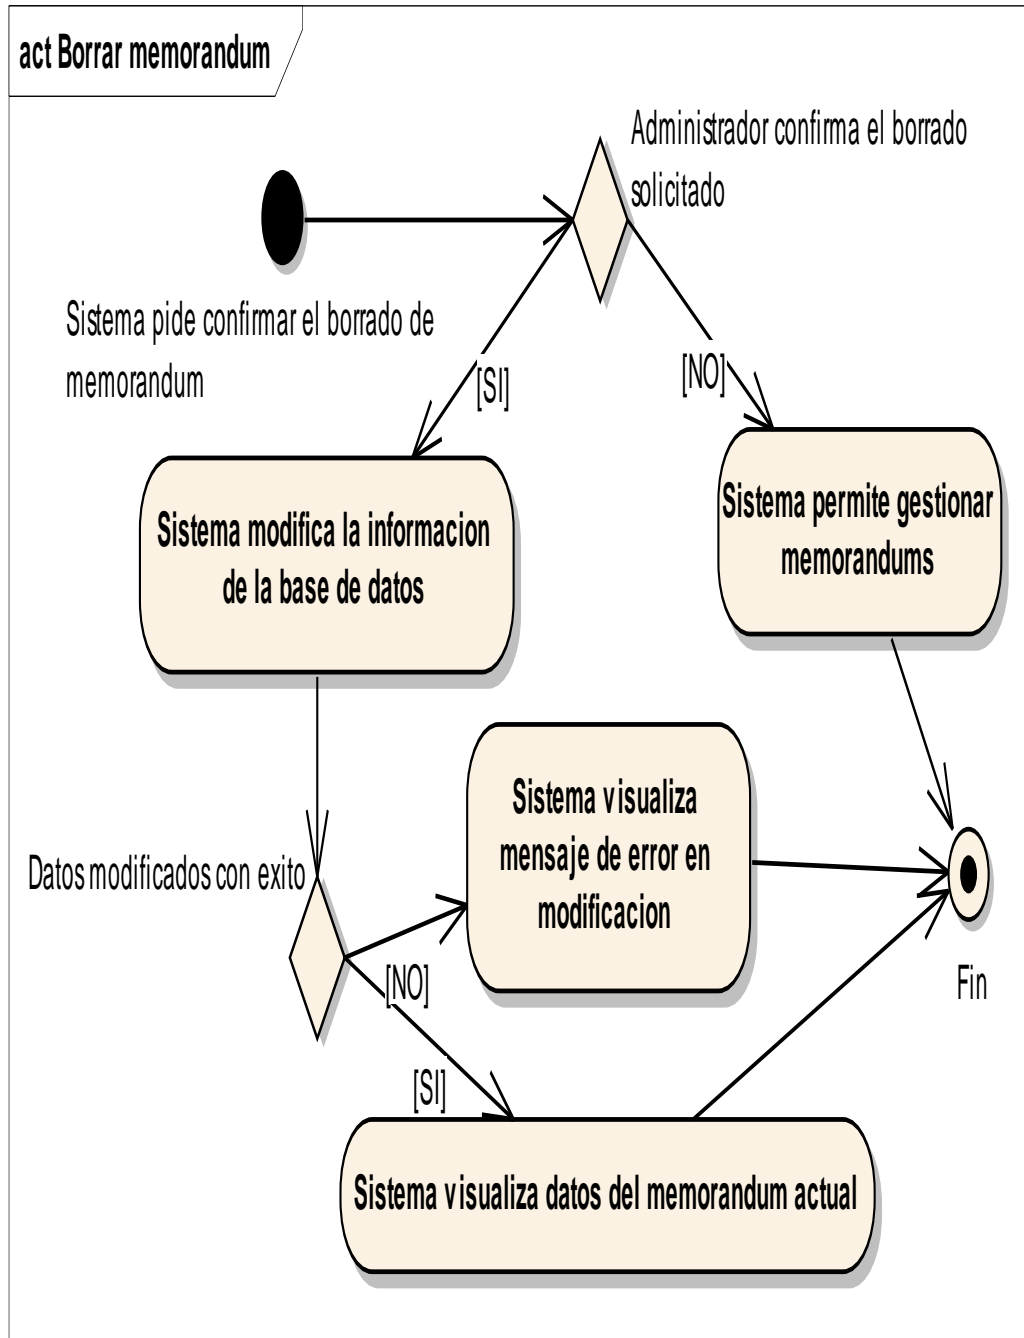 act Borrar memorandum
Administrador confirma el borrado
solicitado
Sistema pide confirmar el borrado de
memorandum
[SI]
[NO]
Sistema modifica la informacion
de la base de datos
Sistema permite gestionar
memorandums
Sistema visualiza
mensaje de error en
modificacion
Datos modificados con exito
[NO]
Fin
[SI]
Sistema visualiza datos del memorandum actual